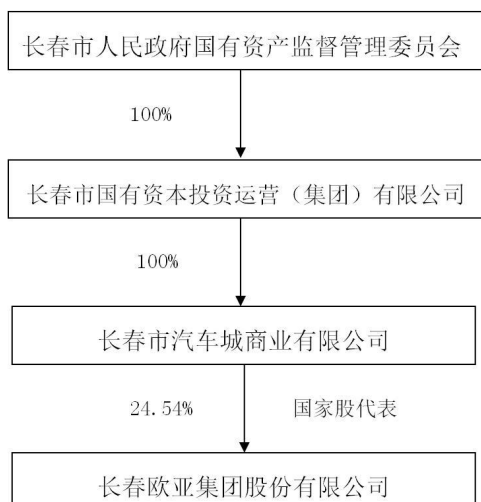 长春市人民政府国有资产监督管理委员会
100%
长春市国有资本投资运营（集团）有限公司
100%
长春市汽车城商业有限公司
24.54% 国家股代表
长春欧亚集团股份有限公司